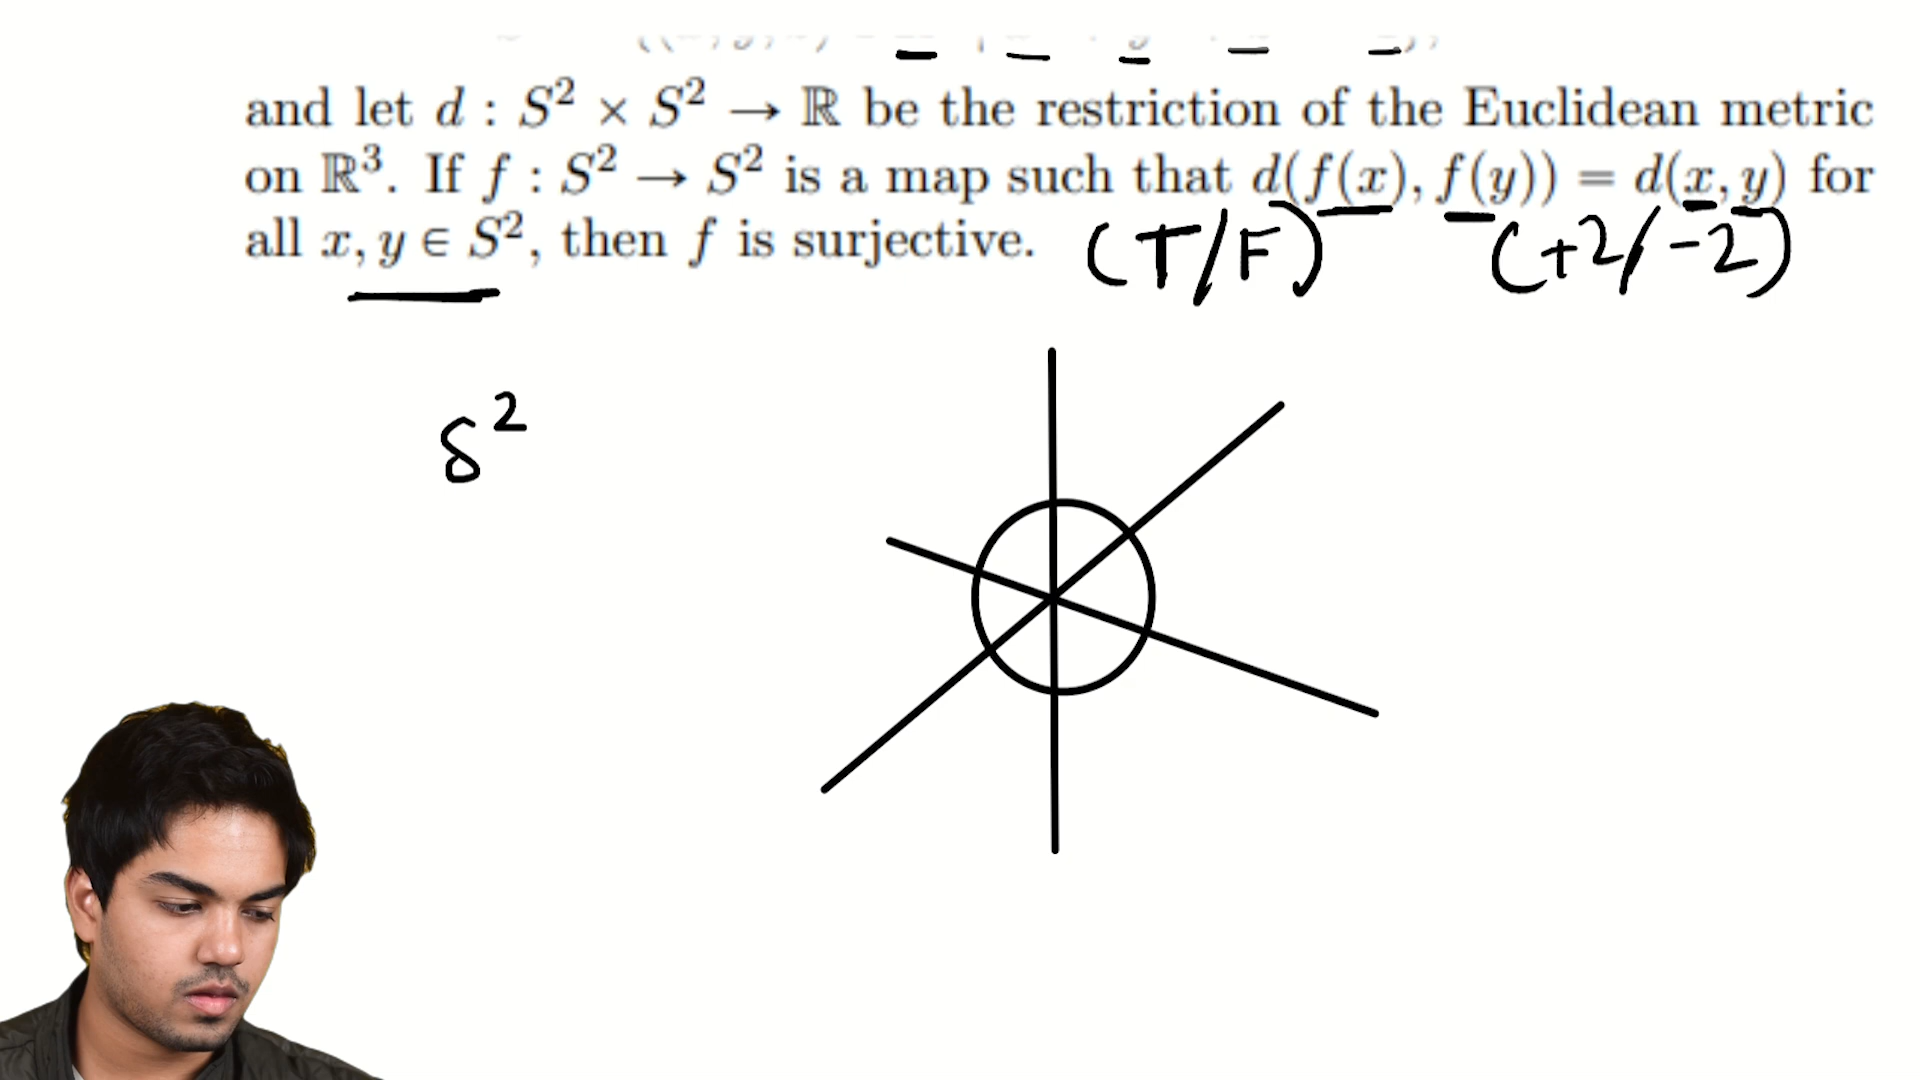 and let d : S² × S² → ℝ be the restriction of the Euclidean metric
on ℝ³. If f : S² → S² is a map such that d(f(x), f(y)) = d(x, y) for
all x, y ∈ S², then f is surjective. (T/F) (+2/-2)
S²